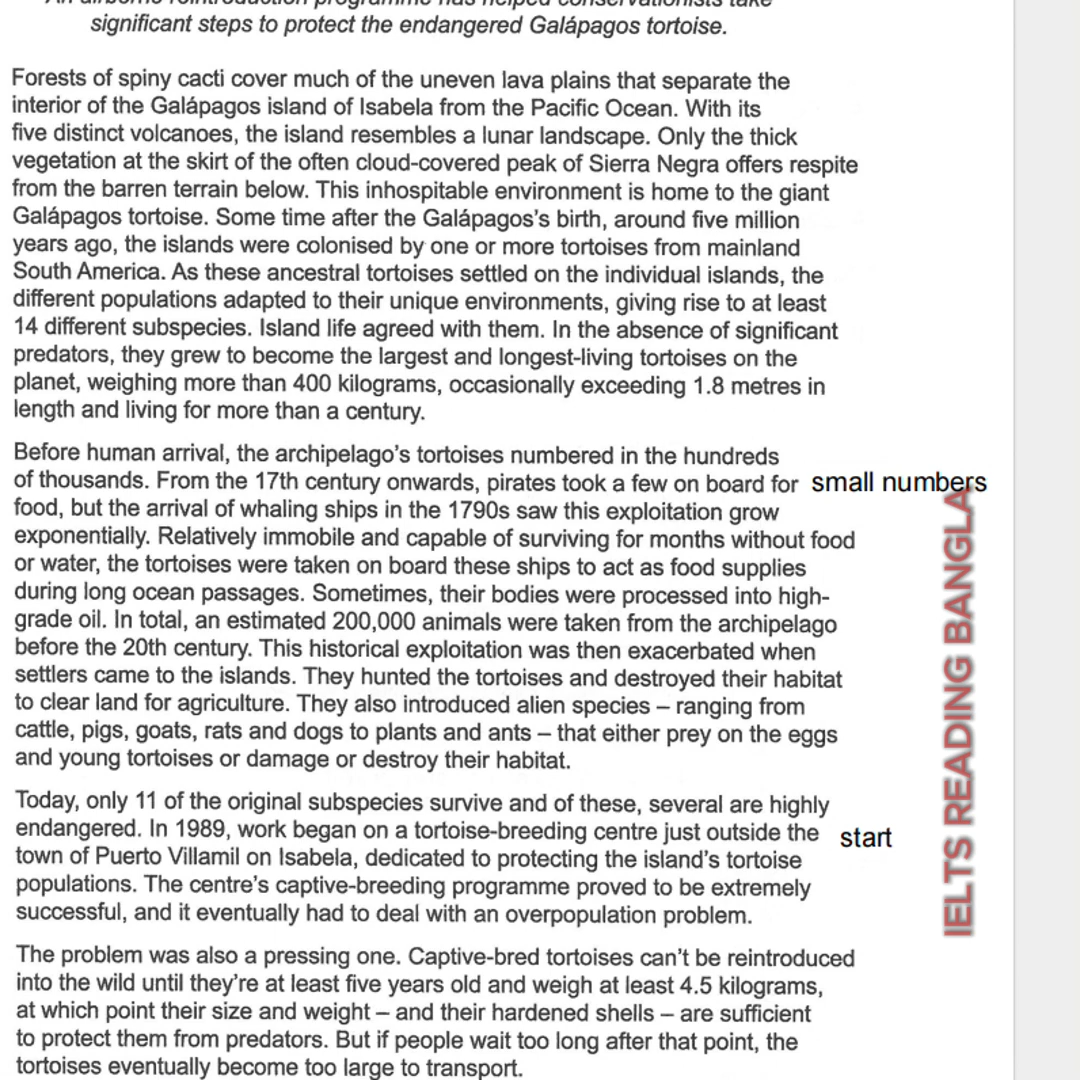 An airborne reintroduction programme has helped conservationists take
significant steps to protect the endangered Galápagos tortoise.
Forests of spiny cacti cover much of the uneven lava plains that separate the
interior of the Galápagos island of Isabela from the Pacific Ocean. With its
five distinct volcanoes, the island resembles a lunar landscape. Only the thick
vegetation at the skirt of the often cloud-covered peak of Sierra Negra offers respite
from the barren terrain below. This inhospitable environment is home to the giant
Galápagos tortoise. Some time after the Galápagos's birth, around five million
years ago, the islands were colonised by one or more tortoises from mainland
South America. As these ancestral tortoises settled on the individual islands, the
different populations adapted to their unique environments, giving rise to at least
14 different subspecies. Island life agreed with them. In the absence of significant
predators, they grew to become the largest and longest-living tortoises on the
planet, weighing more than 400 kilograms, occasionally exceeding 1.8 metres in
length and living for more than a century.
Before human arrival, the archipelago's tortoises numbered in the hundreds
of thousands. From the 17th century onwards, pirates took a few on board for small numbers
food, but the arrival of whaling ships in the 1790s saw this exploitation grow
exponentially. Relatively immobile and capable of surviving for months without food
or water, the tortoises were taken on board these ships to act as food supplies
during long ocean passages. Sometimes, their bodies were processed into high-
grade oil. In total, an estimated 200,000 animals were taken from the archipelago
before the 20th century. This historical exploitation was then exacerbated when
settlers came to the islands. They hunted the tortoises and destroyed their habitat
to clear land for agriculture. They also introduced alien species – ranging from
cattle, pigs, goats, rats and dogs to plants and ants – that either prey on the eggs
and young tortoises or damage or destroy their habitat.
Today, only 11 of the original subspecies survive and of these, several are highly
endangered. In 1989, work began on a tortoise-breeding centre just outside the start
town of Puerto Villamil on Isabela, dedicated to protecting the island's tortoise
populations. The centre's captive-breeding programme proved to be extremely
successful, and it eventually had to deal with an overpopulation problem.
The problem was also a pressing one. Captive-bred tortoises can't be reintroduced
into the wild until they're at least five years old and weigh at least 4.5 kilograms,
at which point their size and weight – and their hardened shells – are sufficient
to protect them from predators. But if people wait too long after that point, the
tortoises eventually become too large to transport.
IELTS READING BANGLA